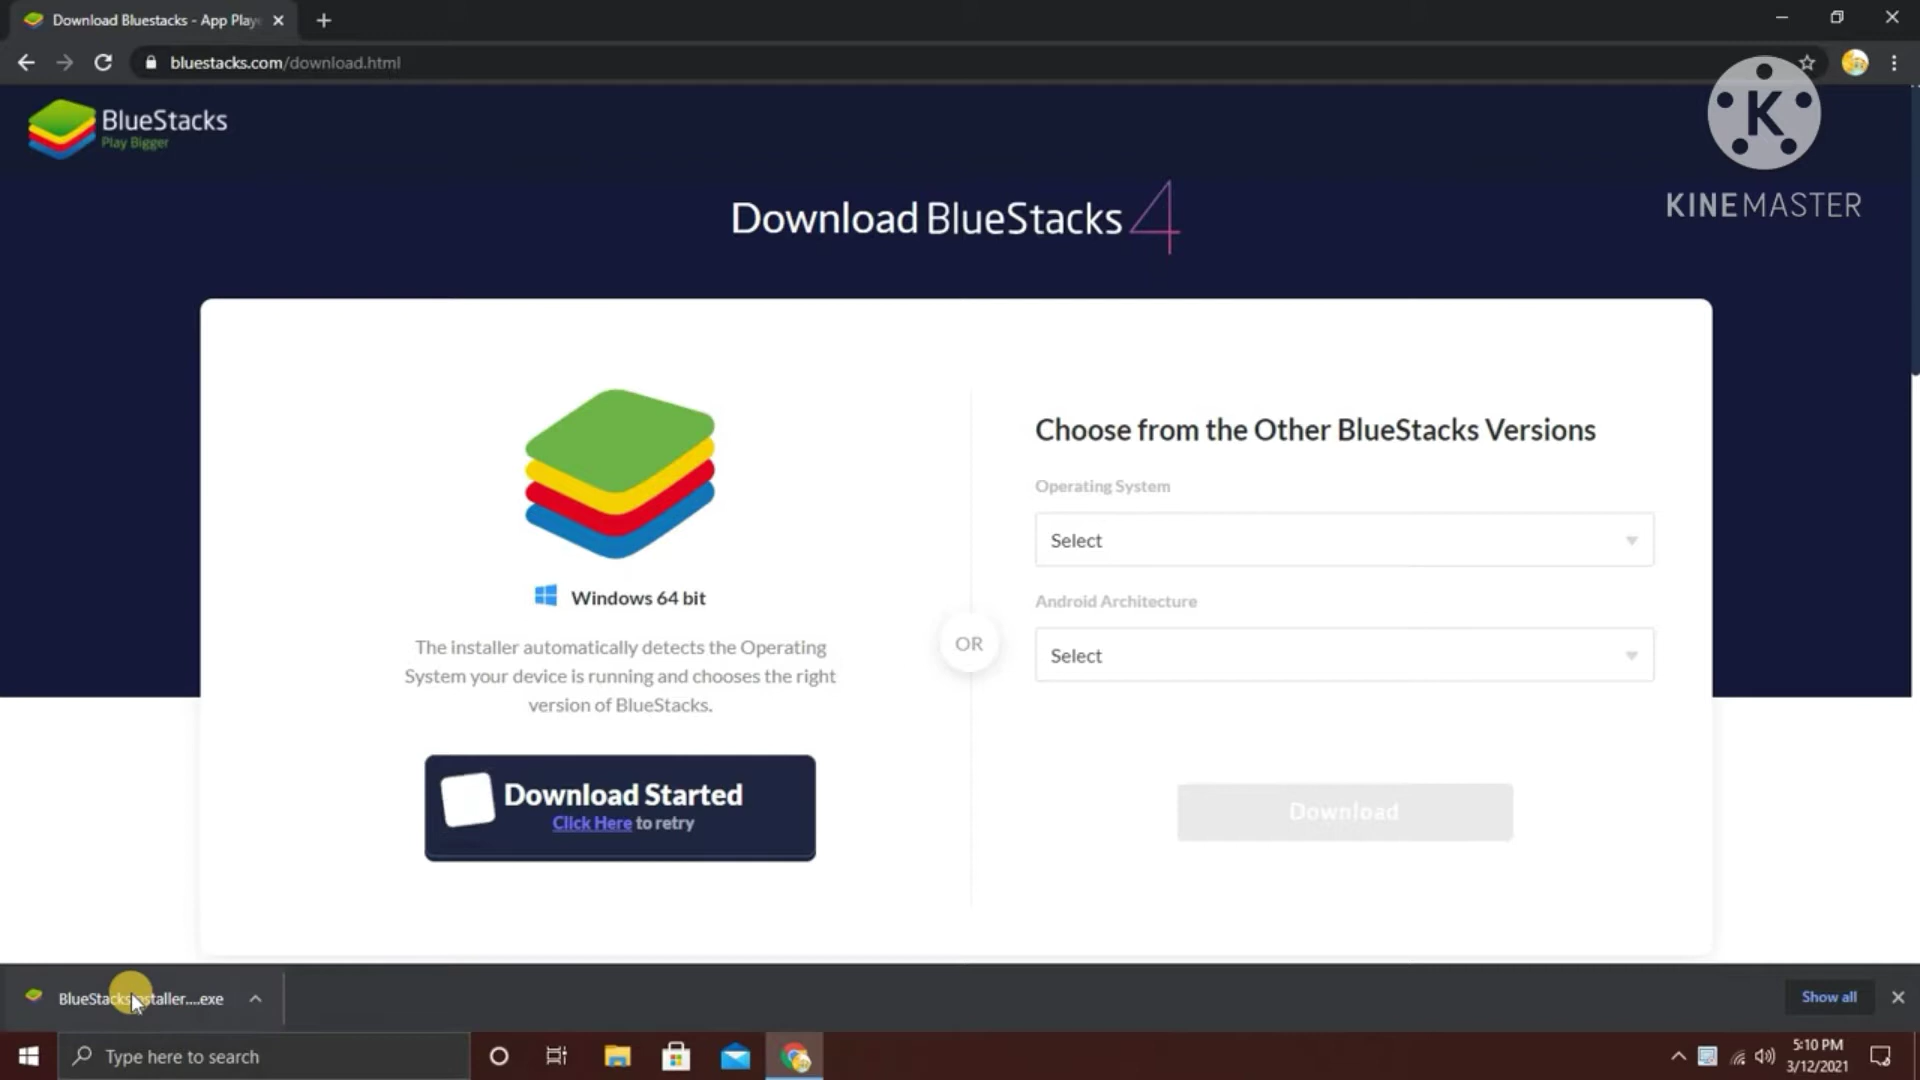 Download Bluestacks - App Playe
bluestacks.com/download.html
BlueStacks
Play Bigger
K
KINEMASTER
Download BlueStacks 4
Windows 64 bit
The installer automatically detects the Operating
System your device is running and chooses the right
version of BlueStacks.
Download Started
Click Here to retry
OR
Choose from the Other BlueStacks Versions
Operating System
Select
Android Architecture
Select
Download
BlueStacksInstaller....exe
Show all
Type here to search
5:10 PM
3/12/2021